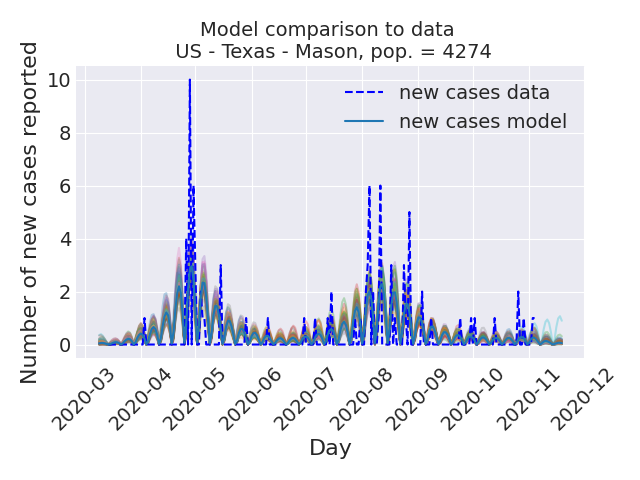 Model comparison to data
US - Texas - Mason, pop. = 4274
Number of new cases reported
10
8
6
4
2
0
new cases data
new cases model
2020-03
2020-04
2020-05
2020-06
2020-07
2020-08
2020-09
2020-10
2020-11
2020-12
Day